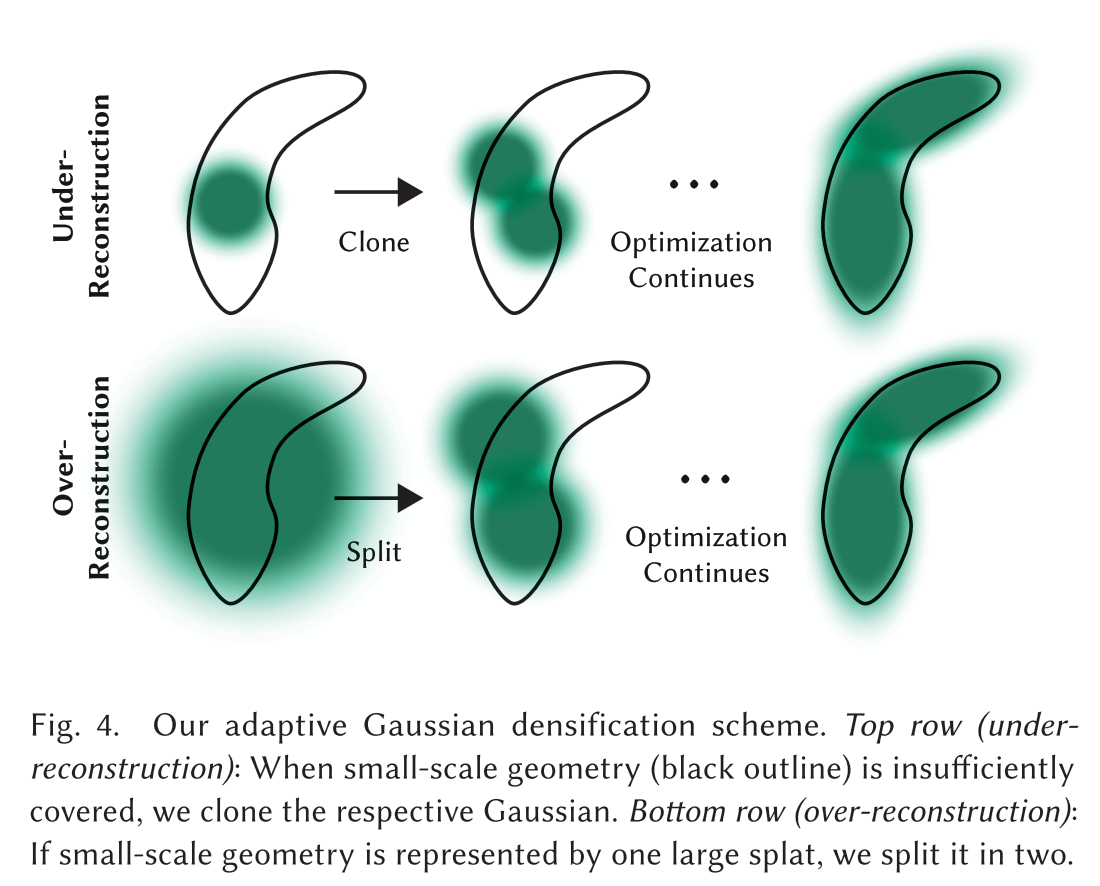 Under-
Reconstruction
Clone
Optimization
Continues
Over-
Reconstruction
Split
Optimization
Continues
Fig. 4. Our adaptive Gaussian densification scheme. Top row (under-
reconstruction): When small-scale geometry (black outline) is insufficiently
covered, we clone the respective Gaussian. Bottom row (over-reconstruction):
If small-scale geometry is represented by one large splat, we split it in two.